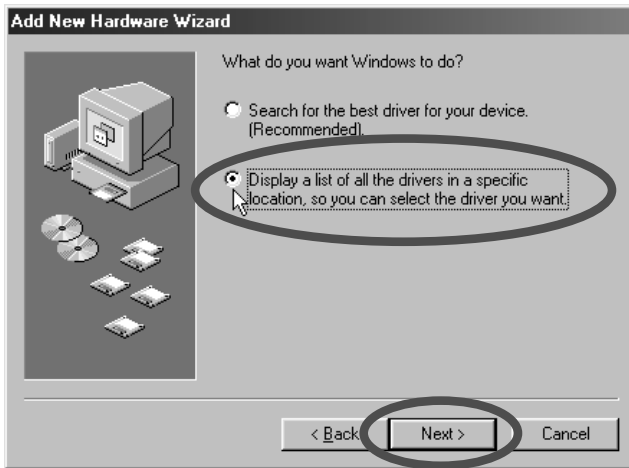 Add New Hardware Wizard
What do you want Windows to do?
Search for the best driver for your device.
(Recommended).
Display a list of all the drivers in a specific
location, so you can select the driver you want.
< Back
Next >
Cancel